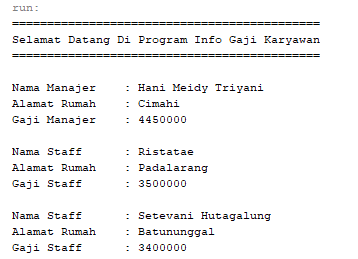 run:
============================================
Selamat Datang Di Program Info Gaji Karyawan
============================================
Nama Manajer : Hani Meidy Triyani
Alamat Rumah : Cimahi
Gaji Manajer : 4450000
Nama Staff : Ristatae
Alamat Rumah : Padalarang
Gaji Staff : 3500000
Nama Staff : Setevani Hutagalung
Alamat Rumah : Batununggal
Gaji Staff : 3400000